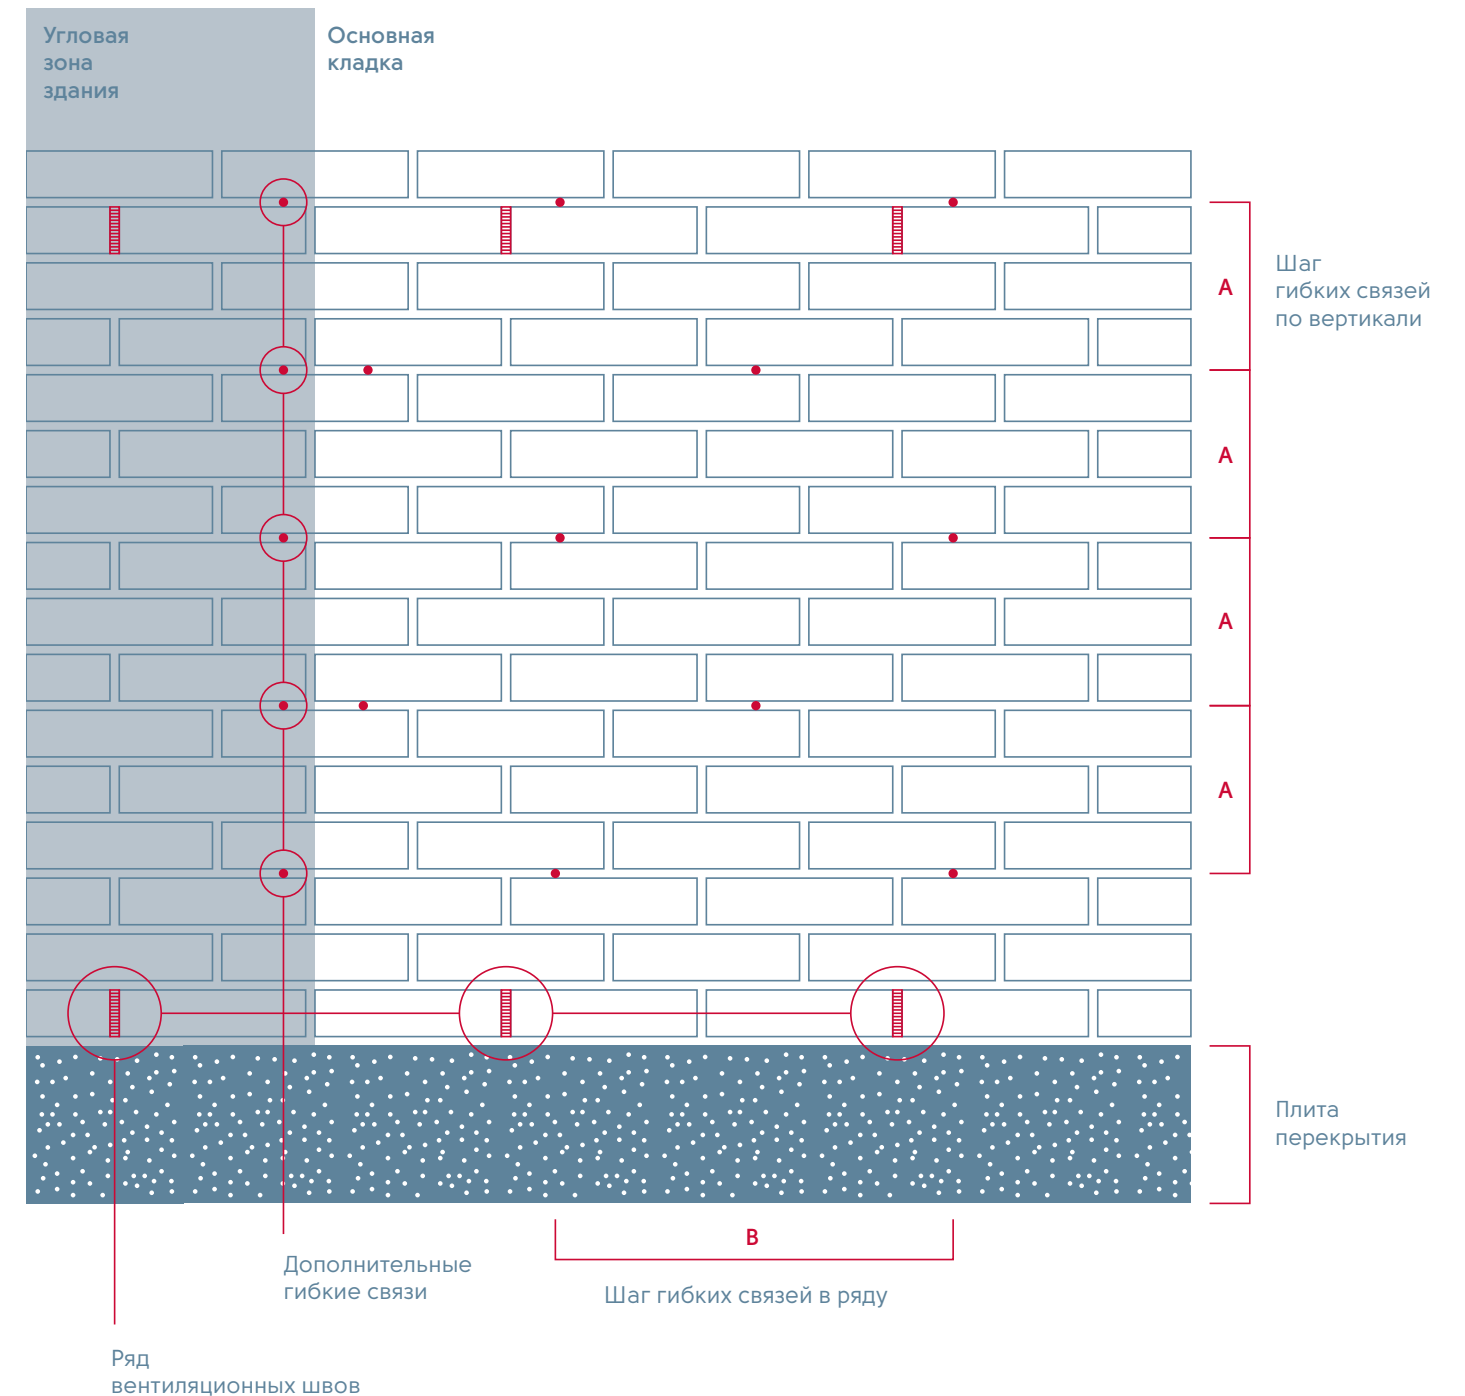 Угловая
зона
здания
Основная
кладка
A
Шаг
гибких связей
по вертикали
A
A
A
Плита
перекрытия
B
Шаг гибких связей в ряду
Дополнительные
гибкие связи
Ряд
вентиляционных швов